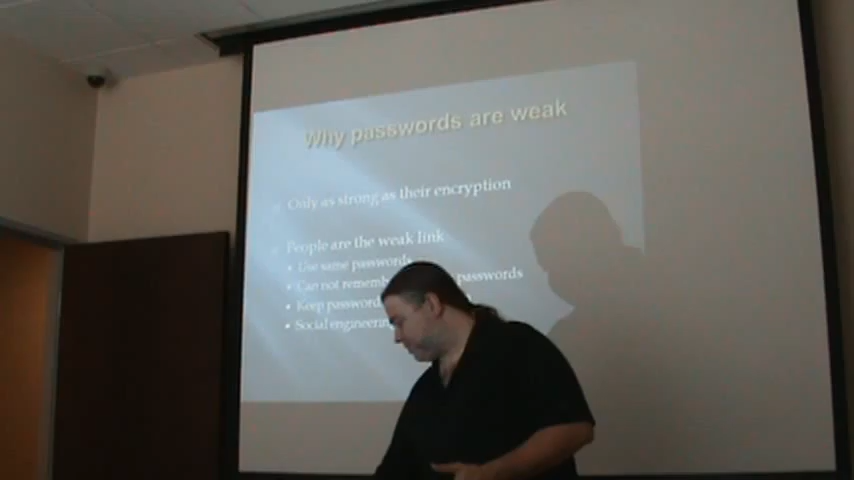 Why passwords are weak
Only as strong as their encryption
People are the weak link
• Use same passwords
• Can not rememb passwords
• Keep password
• Social engineering